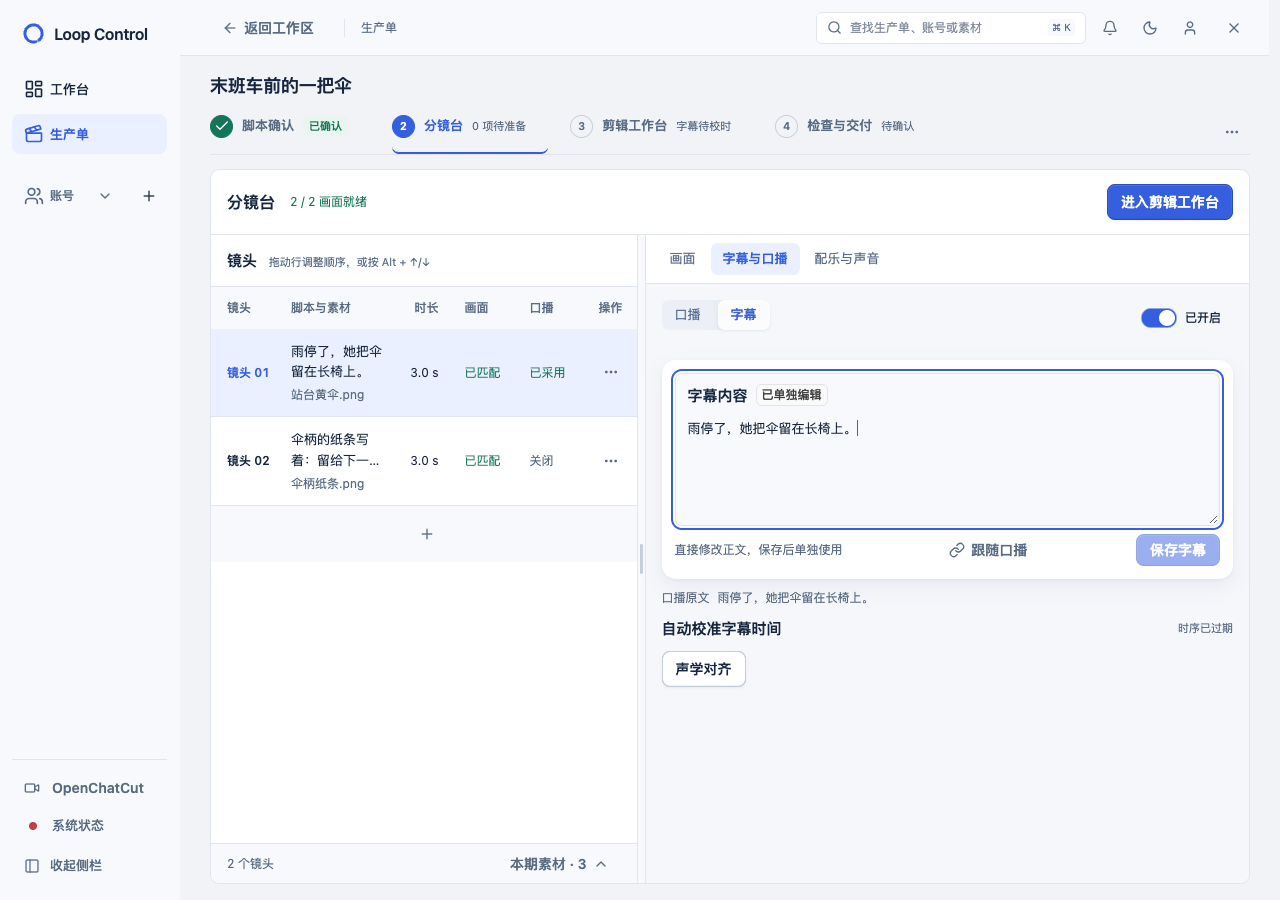 Loop Control
工作台
生产单
账号
OpenChatCut
系统状态
收起侧栏
返回工作区
生产单
查找生产单、账号或素材
⌘ K
末班车前的一把伞
脚本确认 已确认
2 分镜台 0 项待准备
3 剪辑工作台 字幕待校时
4 检查与交付 待确认
分镜台 2 / 2 画面就绪
进入剪辑工作台
镜头 拖动行调整顺序，或按 Alt + ↑/↓
镜头 脚本与素材 时长 画面 口播 操作
雨停了，她把伞
镜头 01 留在长椅上。 3.0 s 已匹配 已采用
站台黄伞.png
伞柄的纸条写
镜头 02 着：留给下一... 3.0 s 已匹配 关闭
伞柄纸条.png
2 个镜头
本期素材 · 3
画面 字幕与口播 配乐与声音
口播 字幕
已开启
字幕内容 已单独编辑
雨停了，她把伞留在长椅上。
直接修改正文，保存后单独使用
跟随口播
保存字幕
口播原文 雨停了，她把伞留在长椅上。
自动校准字幕时间
时序已过期
声学对齐